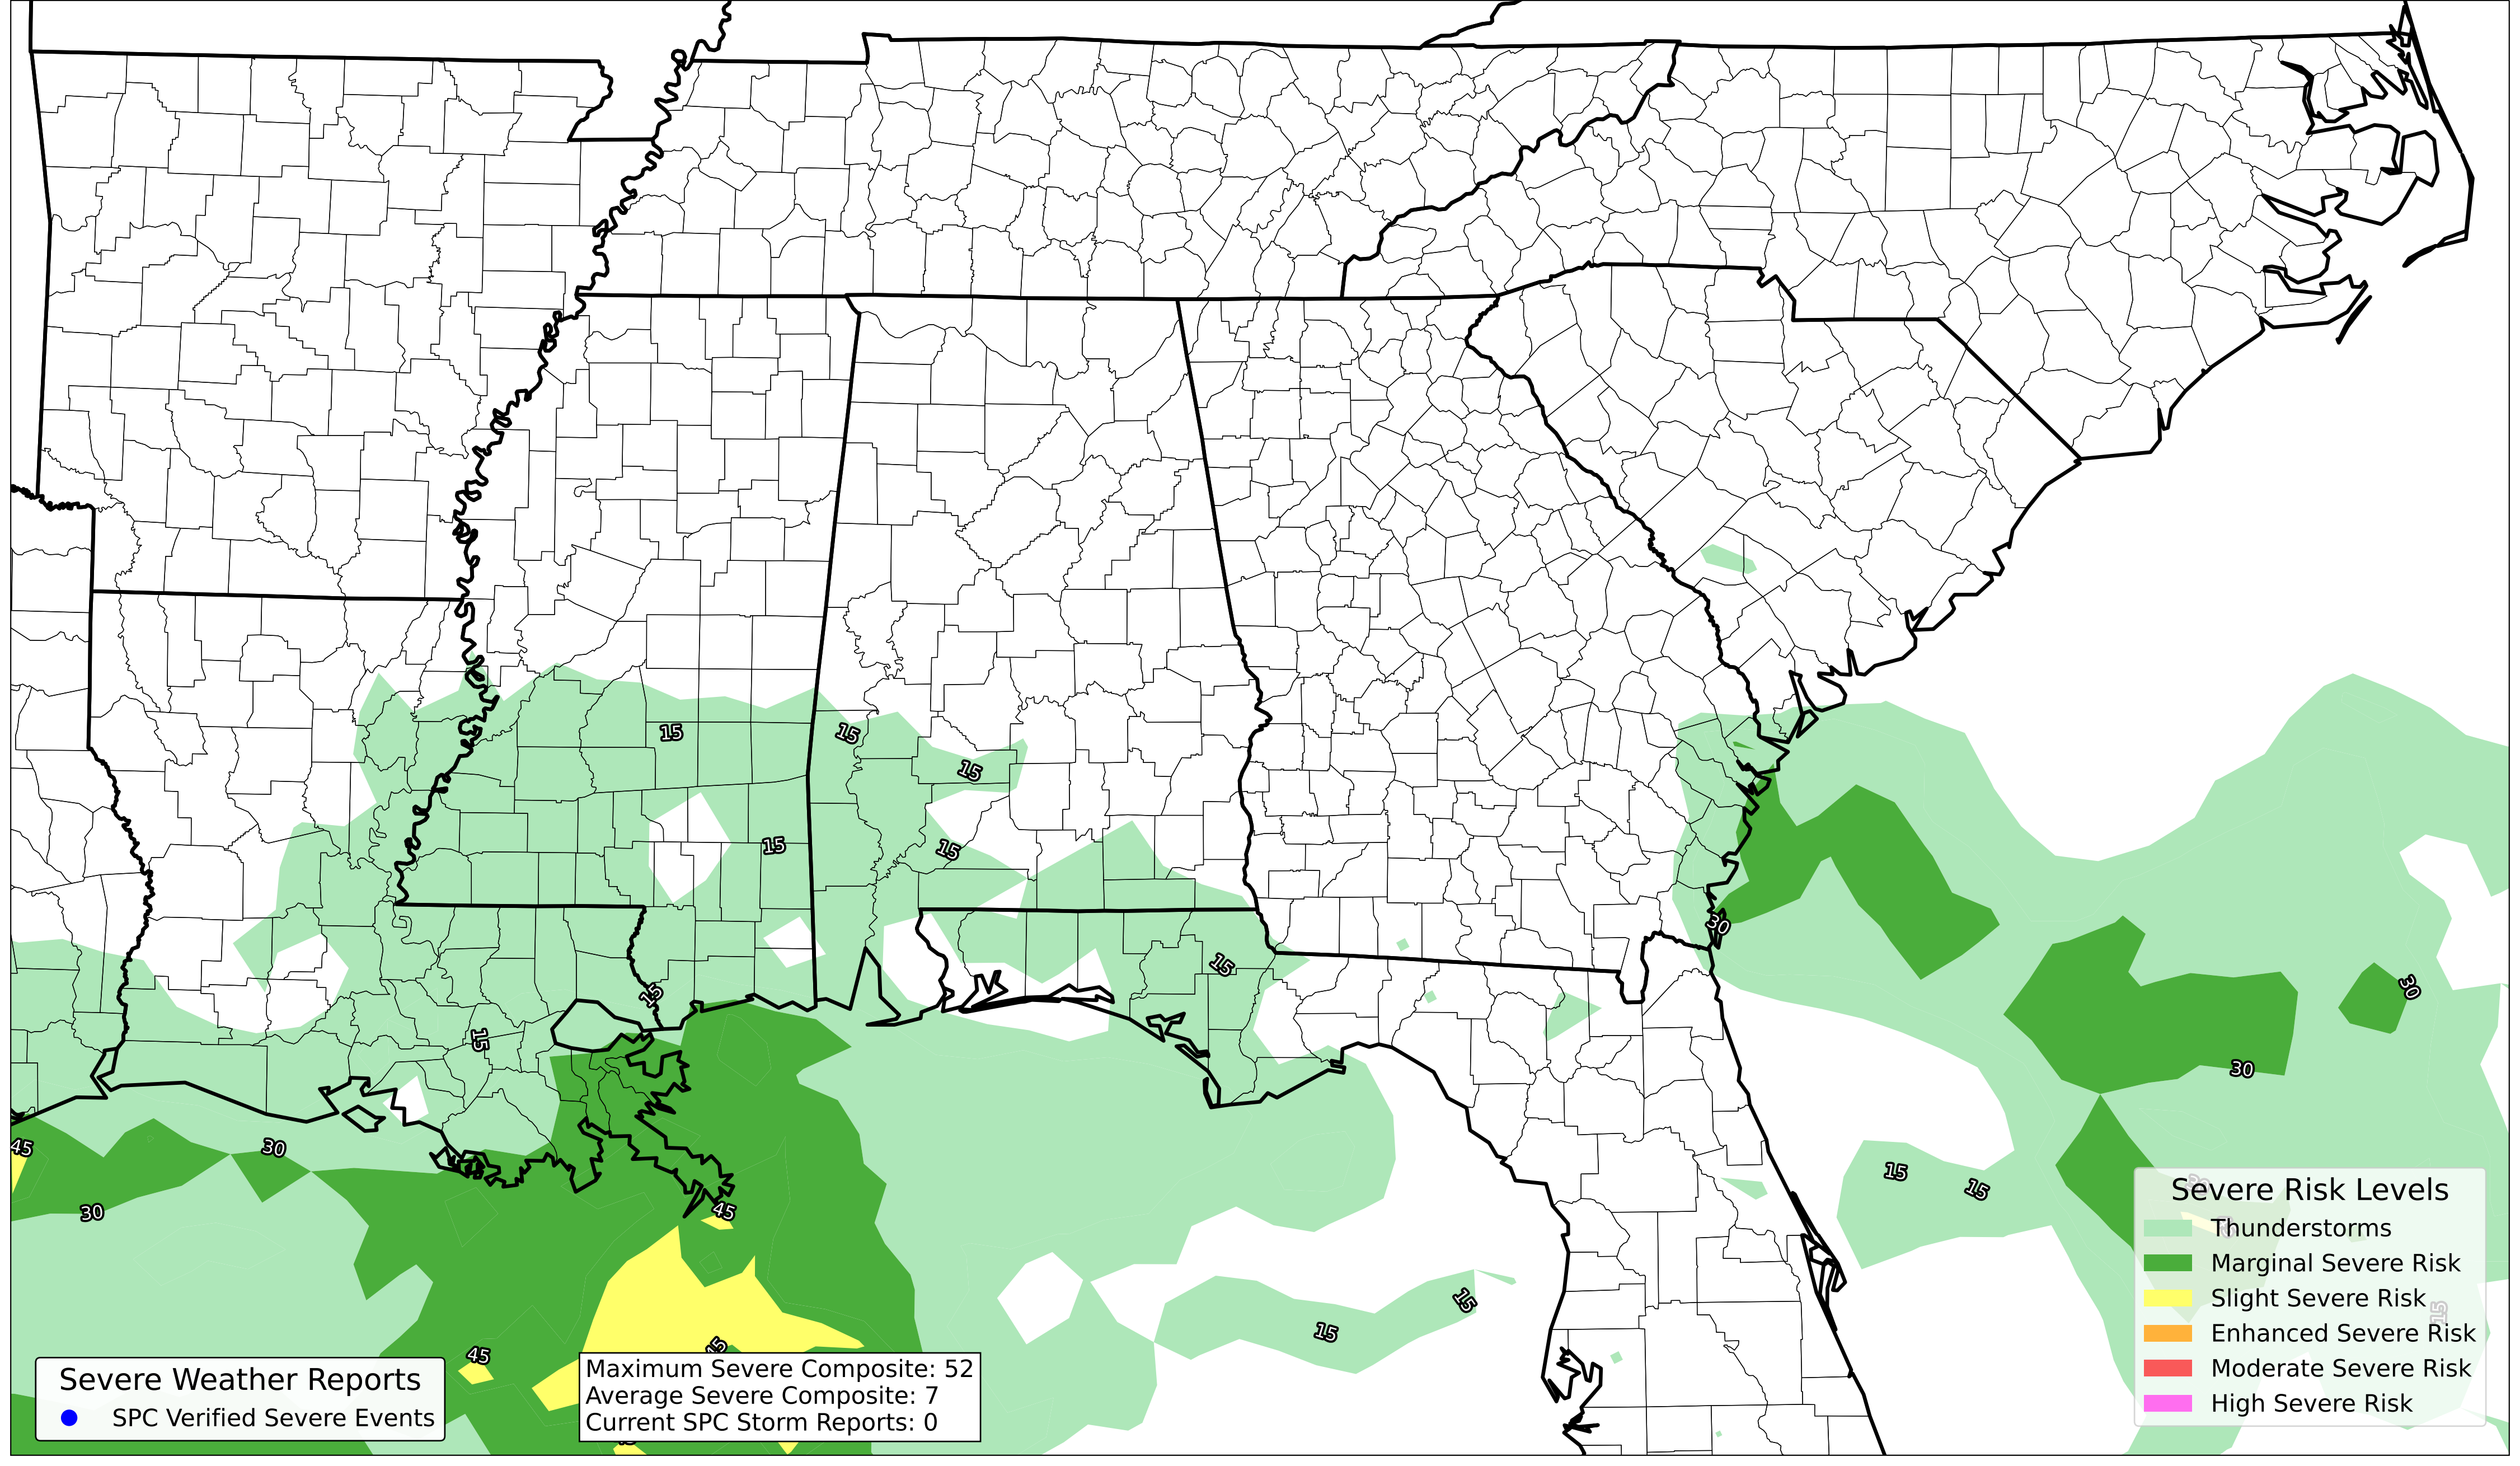 15
15
15
15
15
30
15
15
30
15
30
45
30
15
15
30
45
Severe Risk Levels
Thunderstorms
Marginal Severe Risk
Slight Severe Risk
Enhanced Severe Risk
Moderate Severe Risk
High Severe Risk
15
15
15
45
Severe Weather Reports
SPC Verified Severe Events
Maximum Severe Composite: 52
Average Severe Composite: 7
Current SPC Storm Reports: 0